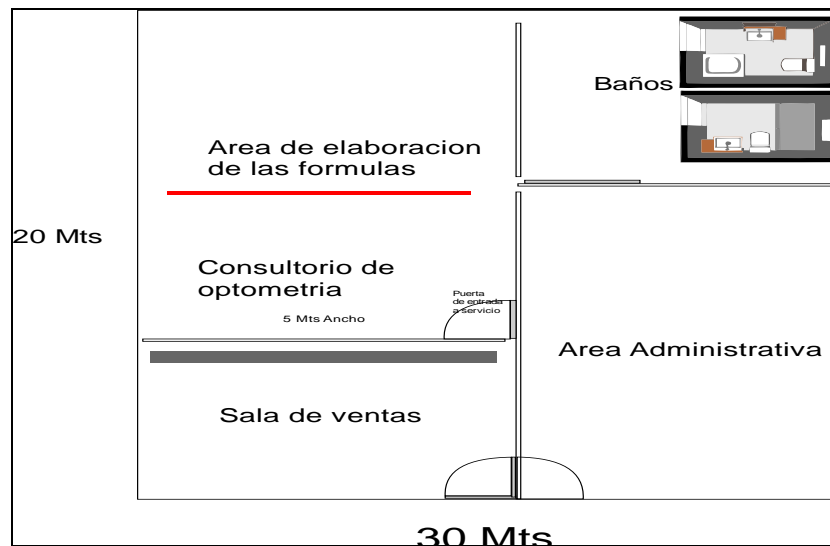 Baños
Area de elaboracion
de las formulas
20 Mts
Consultorio de
optometria
5 Mts Ancho
Puerta
de entrada
a servicio
Area Administrativa
Sala de ventas
30 Mts